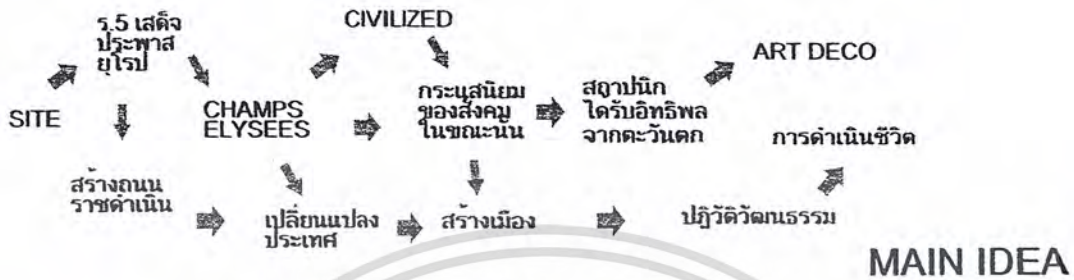 ร.5 เสด็จ
ประพาส
ยุโรป
CIVILIZED
ART DECO
SITE
CHAMPS
ELYSEES
กระแสนิยม
ของสังคม
ในขณะนั้น
สถาปนิก
ได้รับอิทธิพล
จากตะวันตก
การดำเนินชีวิต
สร้างถนน
ราชดำเนิน
เปลี่ยนแปลง
ประเทศ
สร้างเมือง
ปฎิวัติวัฒนธรรม
MAIN IDEA